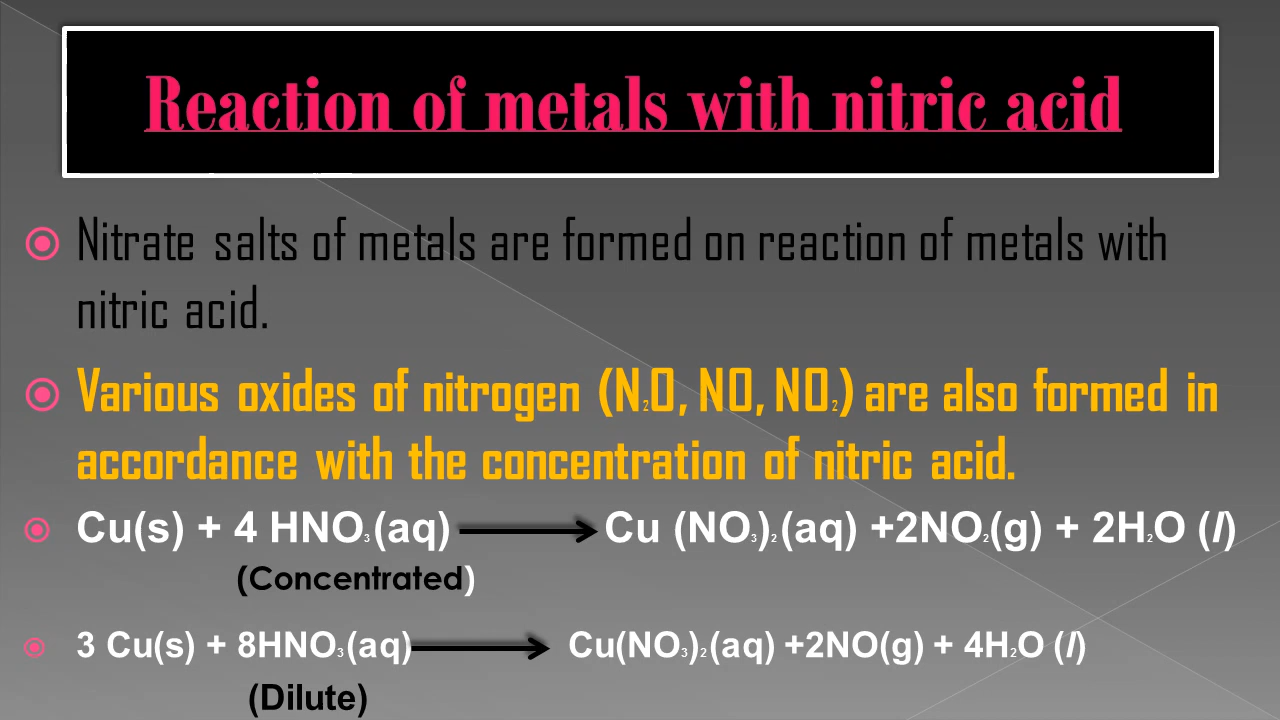 Reaction of metals with nitric acid
Nitrate salts of metals are formed on reaction of metals with
nitric acid.
Various oxides of nitrogen (N₂O, NO, NO₂) are also formed in
accordance with the concentration of nitric acid.
Cu(s) + 4 HNO₃ (aq) → Cu (NO₃)₂ (aq) +2NO₂(g) + 2H₂O (l)
(Concentrated)
3 Cu(s) + 8HNO₃ (aq) → Cu(NO₃)₂ (aq) +2NO(g) + 4H₂O (l)
(Dilute)